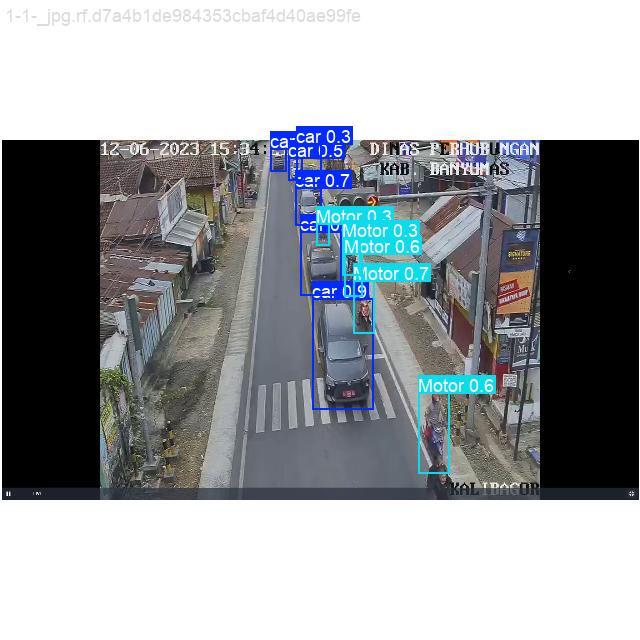 1-1-_jpg.rf.d7a4b1de984353cbaf4d40ae99fe
car 0.3
car 0.5
12-06-2023 15:34:
DINAS PERHUBUNGAN
KAB. BANYUMAS
car 0.7
Motor 0.3
Motor 0.3
Motor 0.6
Motor 0.7
car 0.9
SIGNATURE
Motor 0.6
KALIBAGOR